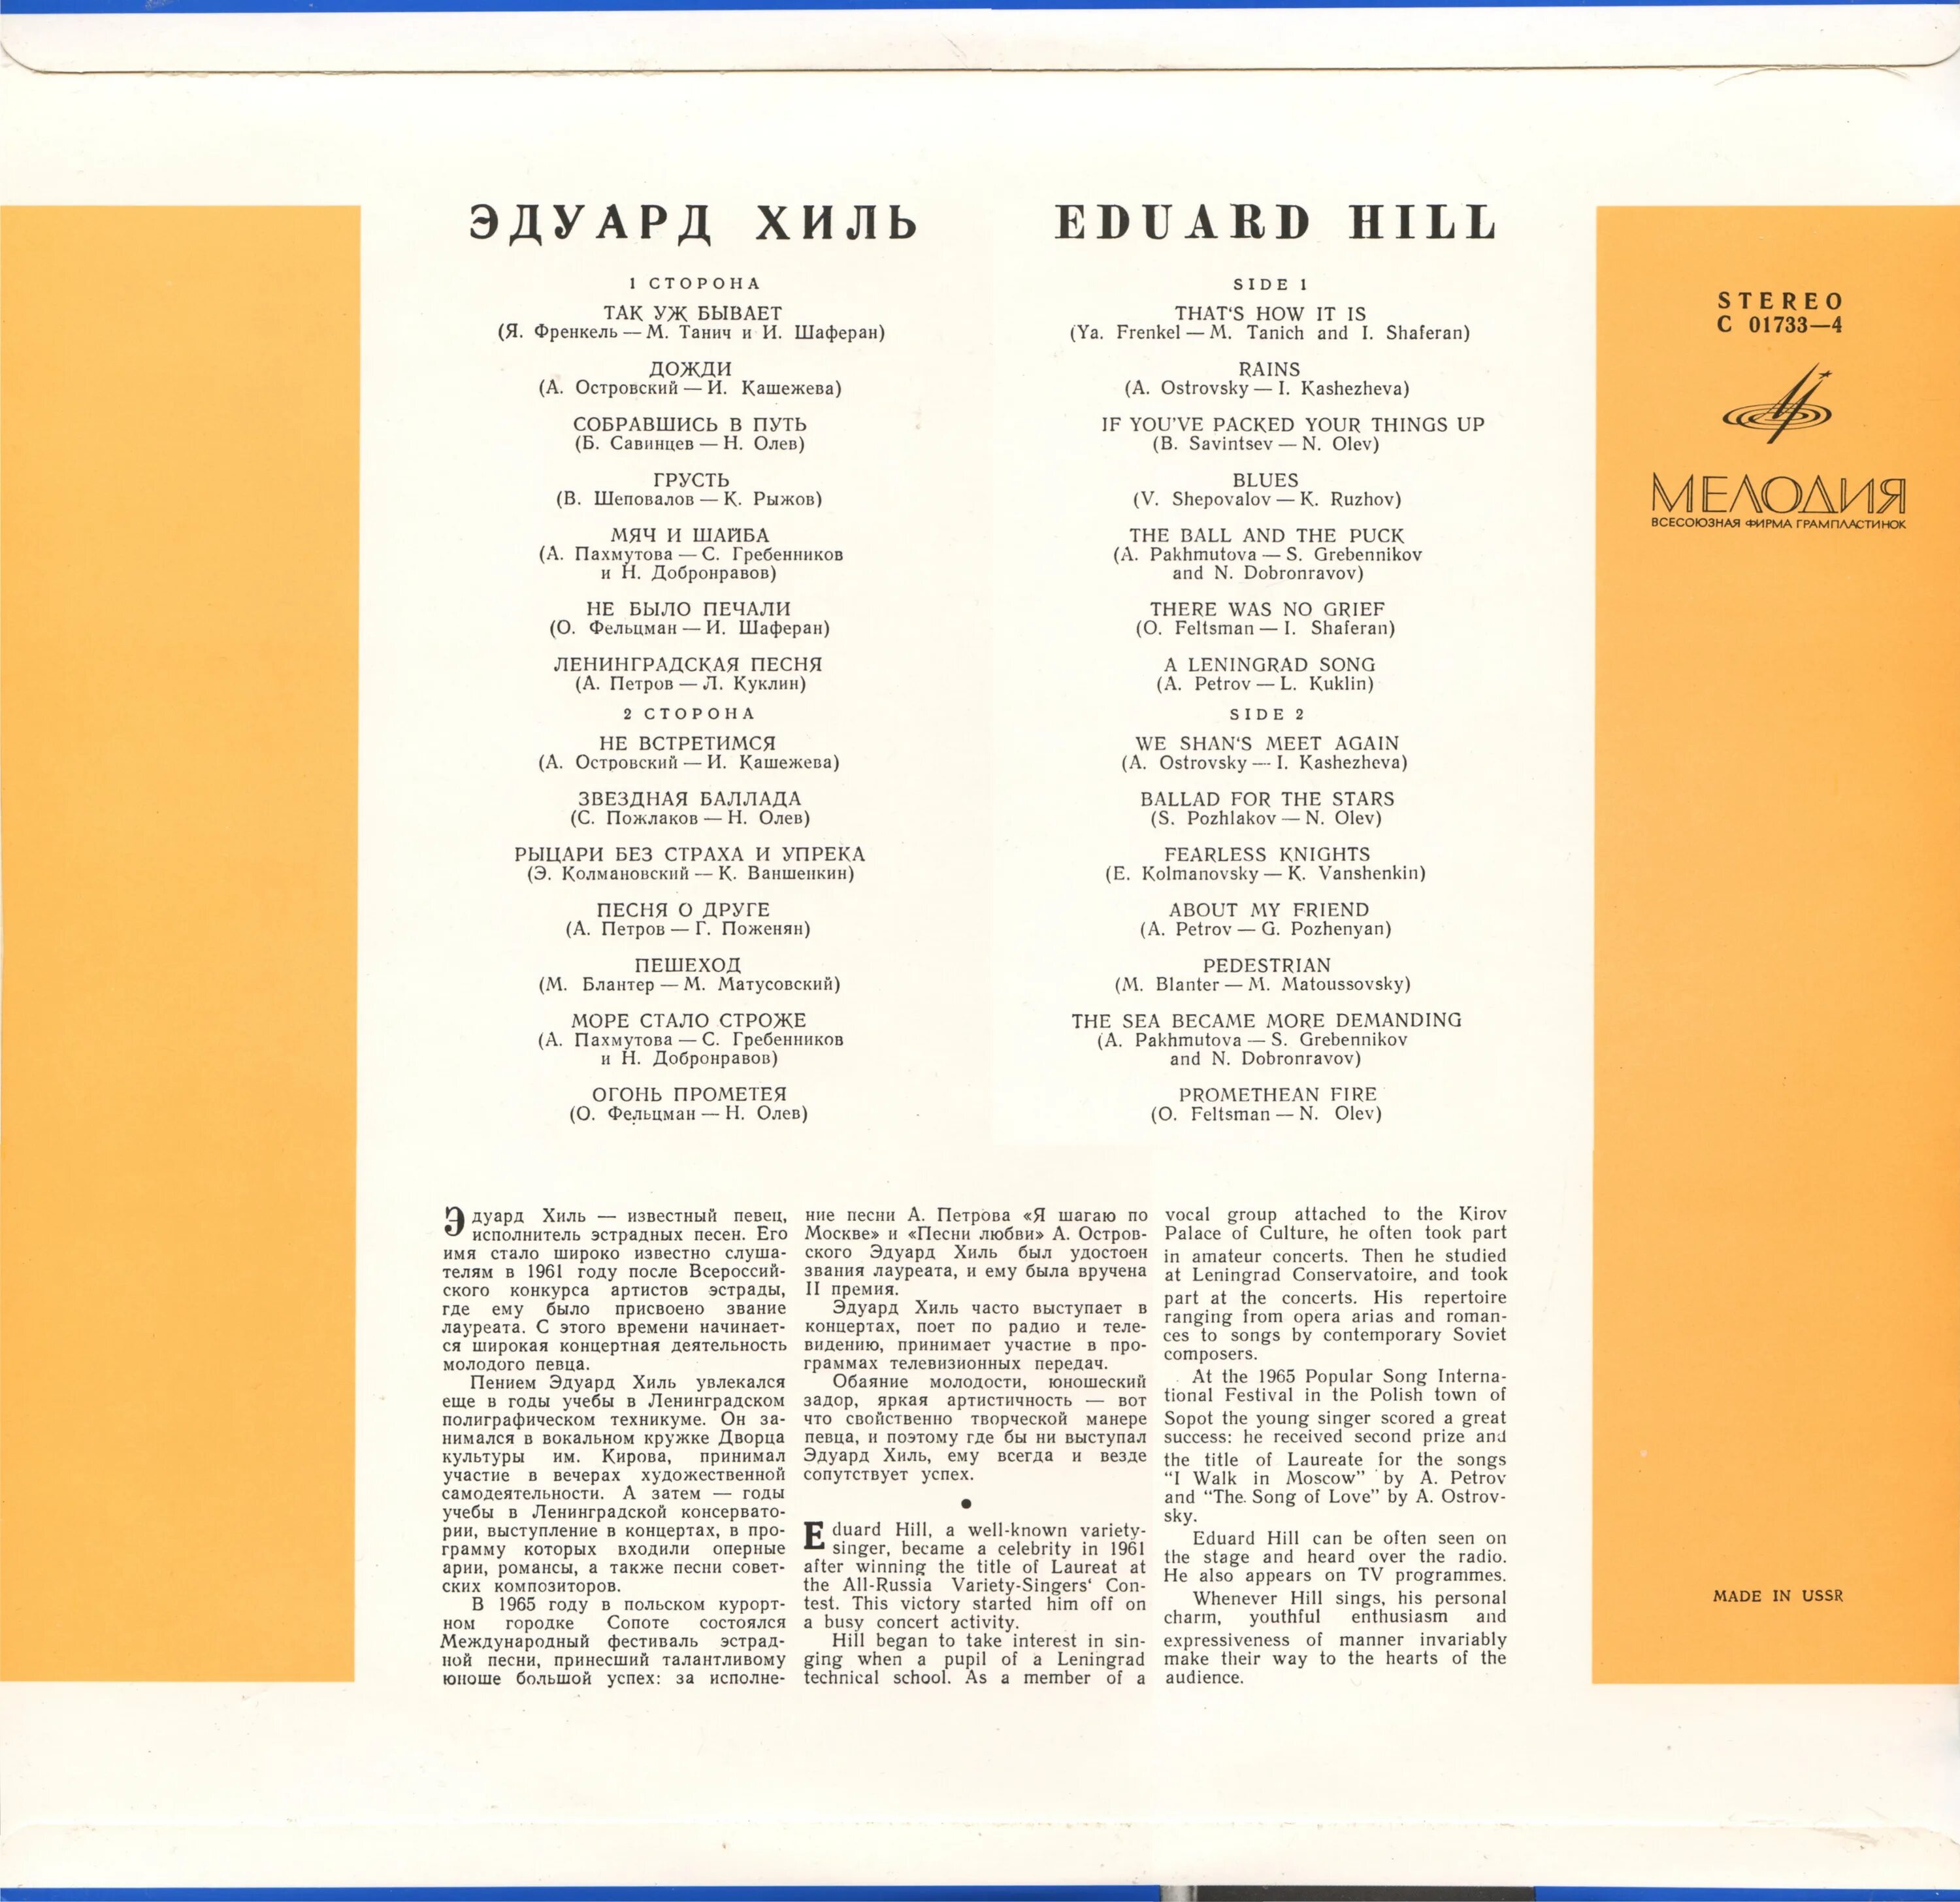 ЭДУАРД ХИЛЬ
1 СТОРОНА
ТАК УЖ БЫВАЕТ
(Я. Френкель — М. Танич и И. Шаферан)
ДОЖДИ
(А. Островский — И. Кашежева)
СОБРАВШИСЬ В ПУТЬ
(Б. Савинцев — Н. Олев)
ГРУСТЬ
(В. Шеповалов — К. Рыжов)
МЯЧ И ШАЙБА
(А. Пахмутова — С. Гребенников
и Н. Добронравов)
НЕ БЫЛО ПЕЧАЛИ
(О. Фельцман — И. Шаферан)
ЛЕНИНГРАДСКАЯ ПЕСНЯ
(А. Петров — Л. Куклин)
2 СТОРОНА
НЕ ВСТРЕТИМСЯ
(А. Островский — И. Кашежева)
ЗВЕЗДНАЯ БАЛЛАДА
(С. Пожлаков — Н. Олев)
РЫЦАРИ БЕЗ СТРАХА И УПРЕКА
(Э. Колмановский — К. Ваншенкин)
ПЕСНЯ О ДРУГЕ
(А. Петров — Г. Поженян)
ПЕШЕХОД
(М. Блантер — М. Матусовский)
МОРЕ СТАЛО СТРОЖЕ
(А. Пахмутова — С. Гребенников
и Н. Добронравов)
ОГОНЬ ПРОМЕТЕЯ
(О. Фельцман — Н. Олев)
EDUARD HILL
SIDE 1
THAT'S HOW IT IS
(Ya. Frenkel — M. Tanich and I. Shaferan)
RAINS
(A. Ostrovsky — I. Kashezheva)
IF YOU'VE PACKED YOUR THINGS UP
(B. Savintsev — N. Olev)
BLUES
(V. Shepovalov — K. Ruzhov)
THE BALL AND THE PUCK
(A. Pakhmutova — S. Grebennikov
and N. Dobronravov)
THERE WAS NO GRIEF
(O. Feltsman — I. Shaferan)
A LENINGRAD SONG
(A. Petrov — L. Kuklin)
SIDE 2
WE SHAN'S MEET AGAIN
(A. Ostrovsky — I. Kashezheva)
BALLAD FOR THE STARS
(S. Pozhlakov — N. Olev)
FEARLESS KNIGHTS
(E. Kolmanovsky — K. Vanshenkin)
ABOUT MY FRIEND
(A. Petrov — G. Pozhenyan)
PEDESTRIAN
(M. Blanter — M. Matoussovsky)
THE SEA BECAME MORE DEMANDING
(A. Pakhmutova — S. Grebennikov
and N. Dobronravov)
PROMETHEAN FIRE
(O. Feltsman — N. Olev)
STEREO
C 01733—4
МЕЛОДИЯ
ВСЕСОЮЗНАЯ ФИРМА ГРАМПЛАСТИНОК
Эдуард Хиль — известный певец,
исполнитель эстрадных песен. Его
имя стало широко известно слуша-
телям в 1961 году после Всероссий-
ского конкурса артистов эстрады,
где ему было присвоено звание
лауреата. С этого времени начинает-
ся широкая концертная деятельность
молодого певца.
Пением Эдуард Хиль увлекался
еще в годы учебы в Ленинградском
полиграфическом техникуме. Он за-
нимался в вокальном кружке Дворца
культуры им. Кирова, принимал
участие в вечерах художественной
самодеятельности. А затем — годы
учебы в Ленинградской консервато-
рии, выступление в концертах, в про-
грамму которых входили оперные
арии, романсы, а также песни совет-
ских композиторов.
В 1965 году в польском курорт-
ном городке Сопоте состоялся
Международный фестиваль эстрад-
ной песни, принесший талантливому
юноше большой успех: за исполне-
ние песни А. Петрова «Я шагаю по
Москве» и «Песни любви» А. Остров-
ского Эдуард Хиль был удостоен
звания лауреата, и ему была вручена
II премия.
Эдуард Хиль часто выступает в
концертах, поет по радио и теле-
видению, принимает участие в про-
граммах телевизионных передач.
Обаяние молодости, юношеский
задор, яркая артистичность — вот
что свойственно творческой манере
певца, и поэтому где бы ни выступал
Эдуард Хиль, ему всегда и везде
сопутствует успех.
Eduard Hill, a well-known variety-
singer, became a celebrity in 1961
after winning the title of Laureat at
the All-Russia Variety-Singers' Con-
test. This victory started him off on
a busy concert activity.
Hill began to take interest in sin-
ging when a pupil of a Leningrad
technical school. As a member of a
vocal group attached to the Kirov
Palace of Culture, he often took part
in amateur concerts. Then he studied
at Leningrad Conservatoire, and took
part at the concerts. His repertoire
ranging from opera arias and roman-
ces to songs by contemporary Soviet
composers.
At the 1965 Popular Song Interna-
tional Festival in the Polish town of
Sopot the young singer scored a great
success: he received second prize and
the title of Laureate for the songs
“I Walk in Moscow” by A. Petrov
and “The Song of Love” by A. Ostrov-
sky.
Eduard Hill can be often seen on
the stage and heard over the radio.
He also appears on TV programmes.
Whenever Hill sings, his personal
charm, youthful enthusiasm and
expressiveness of manner invariably
make their way to the hearts of the
audience.
MADE IN USSR